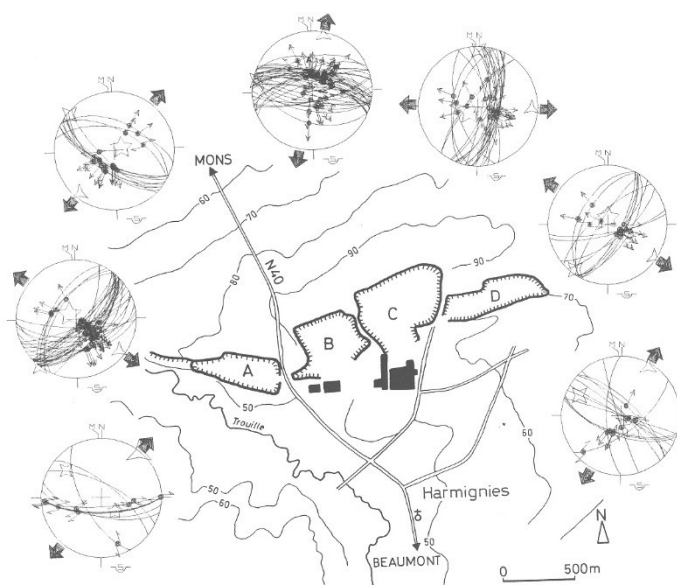 M N
M N
M N
M N
M N
M N
M N
S
S
S
S
S
S
S
MONS
60
70
80
90
90
70
N40
A
B
C
D
50
Trouille
60
50
60
Harmignies
50
BEAUMONT
N
0 500m